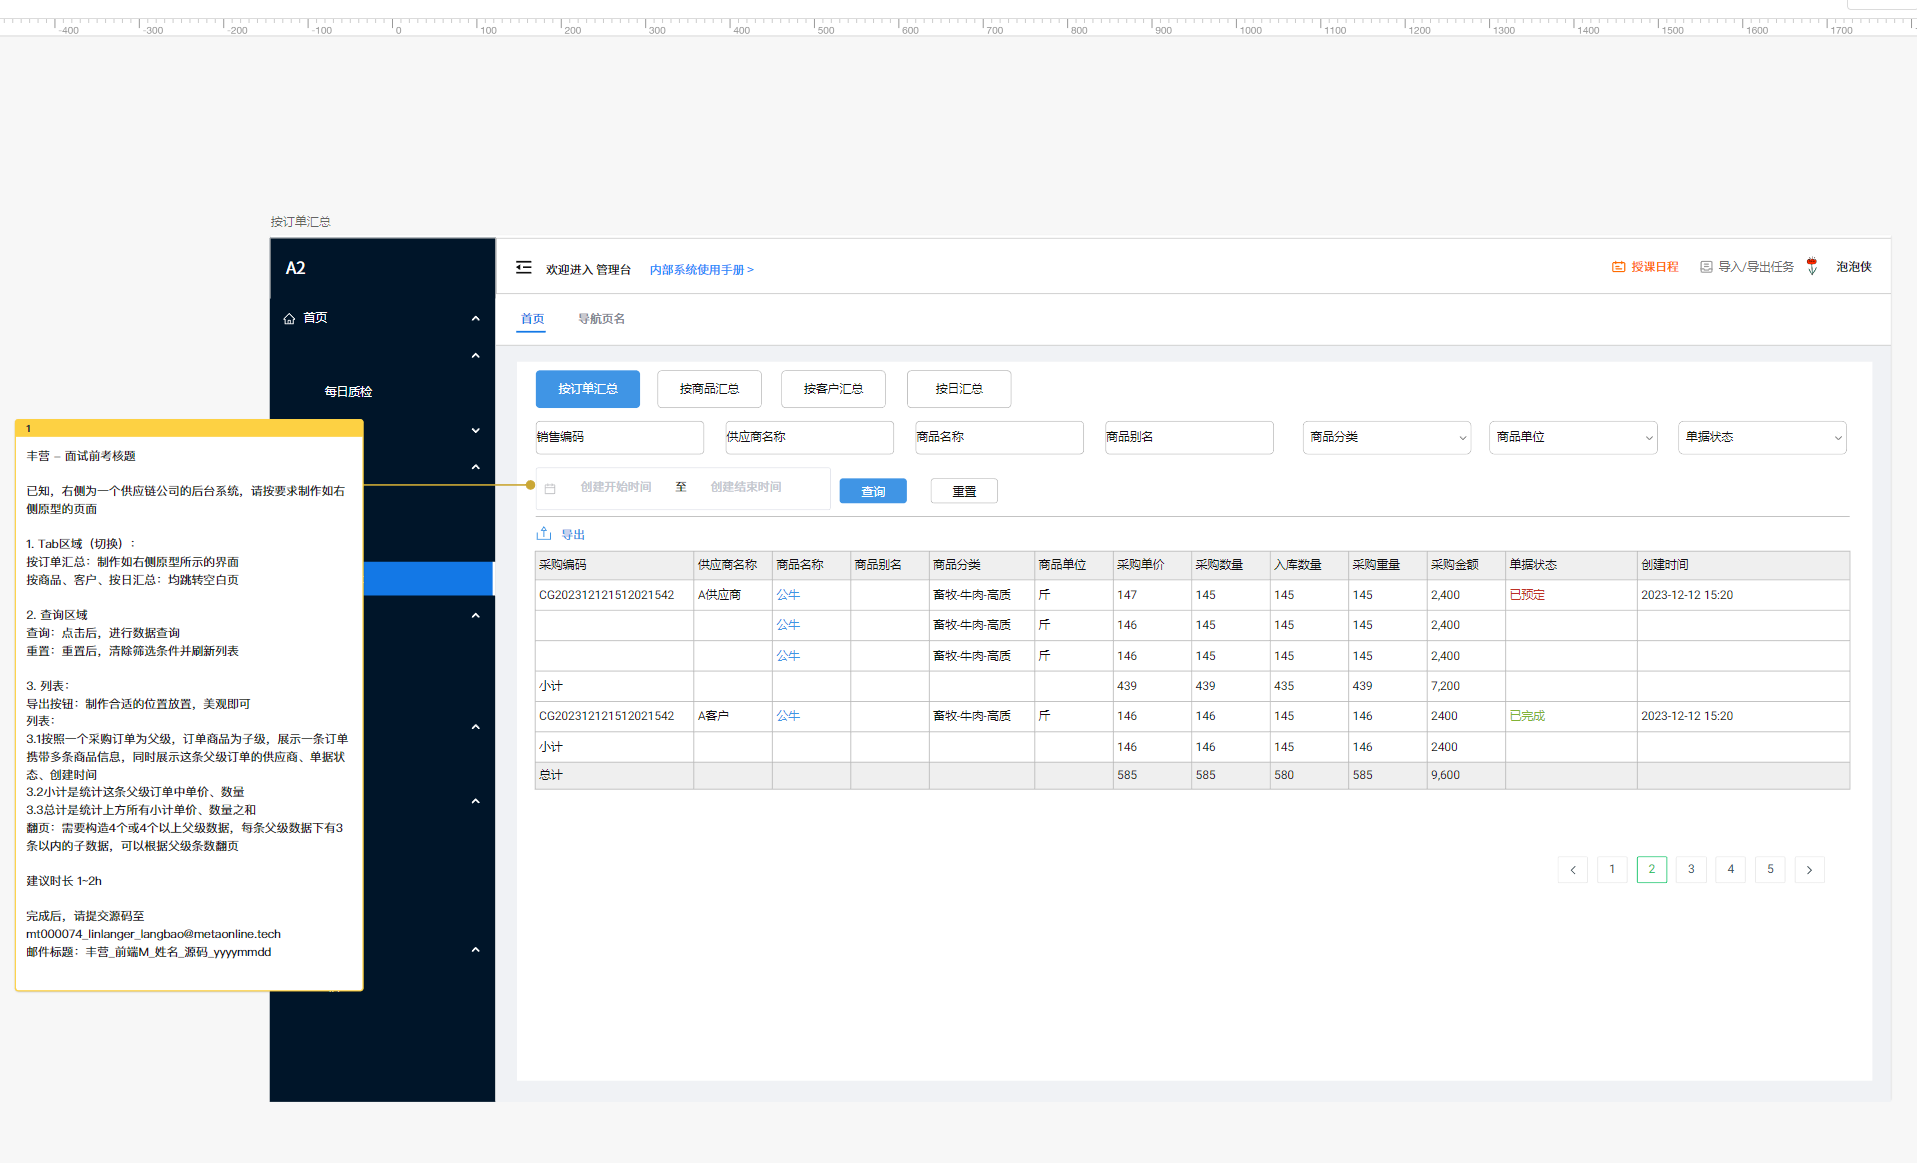 -400 -300 -200 -100 0 100 200 300 400 500 600 700 800 900 1000 1100 1200 1300 1400 1500 1600 1700
按订单汇总
A2
欢迎进入 管理台 内部系统使用手册 >
授课日程 导入/导出任务 泡泡侠
首页
首页 导航页名
每日质检
按订单汇总 按商品汇总 按客户汇总 按日汇总
销售编码 供应商名称 商品名称 商品别名 商品分类 商品单位 单据状态
创建开始时间 至 创建结束时间 查询 重置
导出
采购编码 供应商名称 商品名称 商品别名 商品分类 商品单位 采购单价 采购数量 入库数量 采购重量 采购金额 单据状态 创建时间
CG202312121512021542 A供应商 公牛 畜牧-牛肉-高质 斤 147 145 145 145 2,400 已预定 2023-12-12 15:20
公牛 畜牧-牛肉-高质 斤 146 145 145 145 2,400
公牛 畜牧-牛肉-高质 斤 146 145 145 145 2,400
小计 439 439 435 439 7,200
CG202312121512021542 A客户 公牛 畜牧-牛肉-高质 斤 146 146 145 146 2400 已完成 2023-12-12 15:20
小计 146 146 145 146 2400
总计 585 585 580 585 9,600
< 1 2 3 4 5 >
1
丰营 – 面试前考核题
已知，右侧为一个供应链公司的后台系统，请按要求制作如右
侧原型的页面
1. Tab区域（切换）：
按订单汇总：制作如右侧原型所示的界面
按商品、客户、按日汇总：均跳转空白页
2. 查询区域
查询：点击后，进行数据查询
重置：重置后，清除筛选条件并刷新列表
3. 列表：
导出按钮：制作合适的位置放置，美观即可
列表：
3.1按照一个采购订单为父级，订单商品为子级，展示一条订单
携带多条商品信息，同时展示这条父级订单的供应商、单据状
态、创建时间
3.2小计是统计这条父级订单中单价、数量
3.3总计是统计上方所有小计单价、数量之和
翻页：需要构造4个或4个以上父级数据，每条父级数据下有3
条以内的子数据，可以根据父级条数翻页
建议时长 1~2h
完成后，请提交源码至
mt000074_linlanger_langbao@metaonline.tech
邮件标题：丰营_前端M_姓名_源码_yyyymmdd